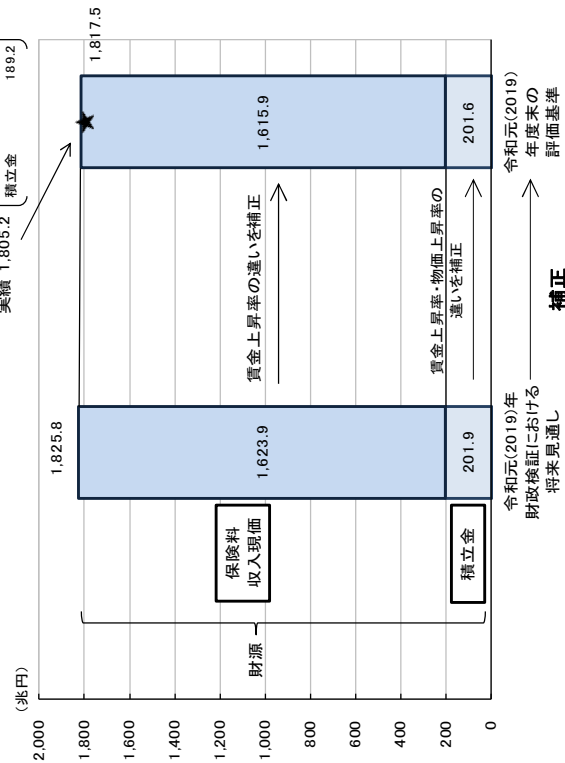 (兆円)
2,000
1,800
1,600
1,400
1,200
1,000
800
600
400
200
0
財源
保険料
収入現価
積立金
1,825.8
1,623.9
201.9
令和元(2019)年
財政検証における
将来見通し
賃金上昇率の違いを補正
賃金上昇率・物価上昇率の
違いを補正
補正
実績 1,805.2
積立金
189.2
1,817.5
1,615.9
201.6
令和元(2019)
年度末の
評価基準